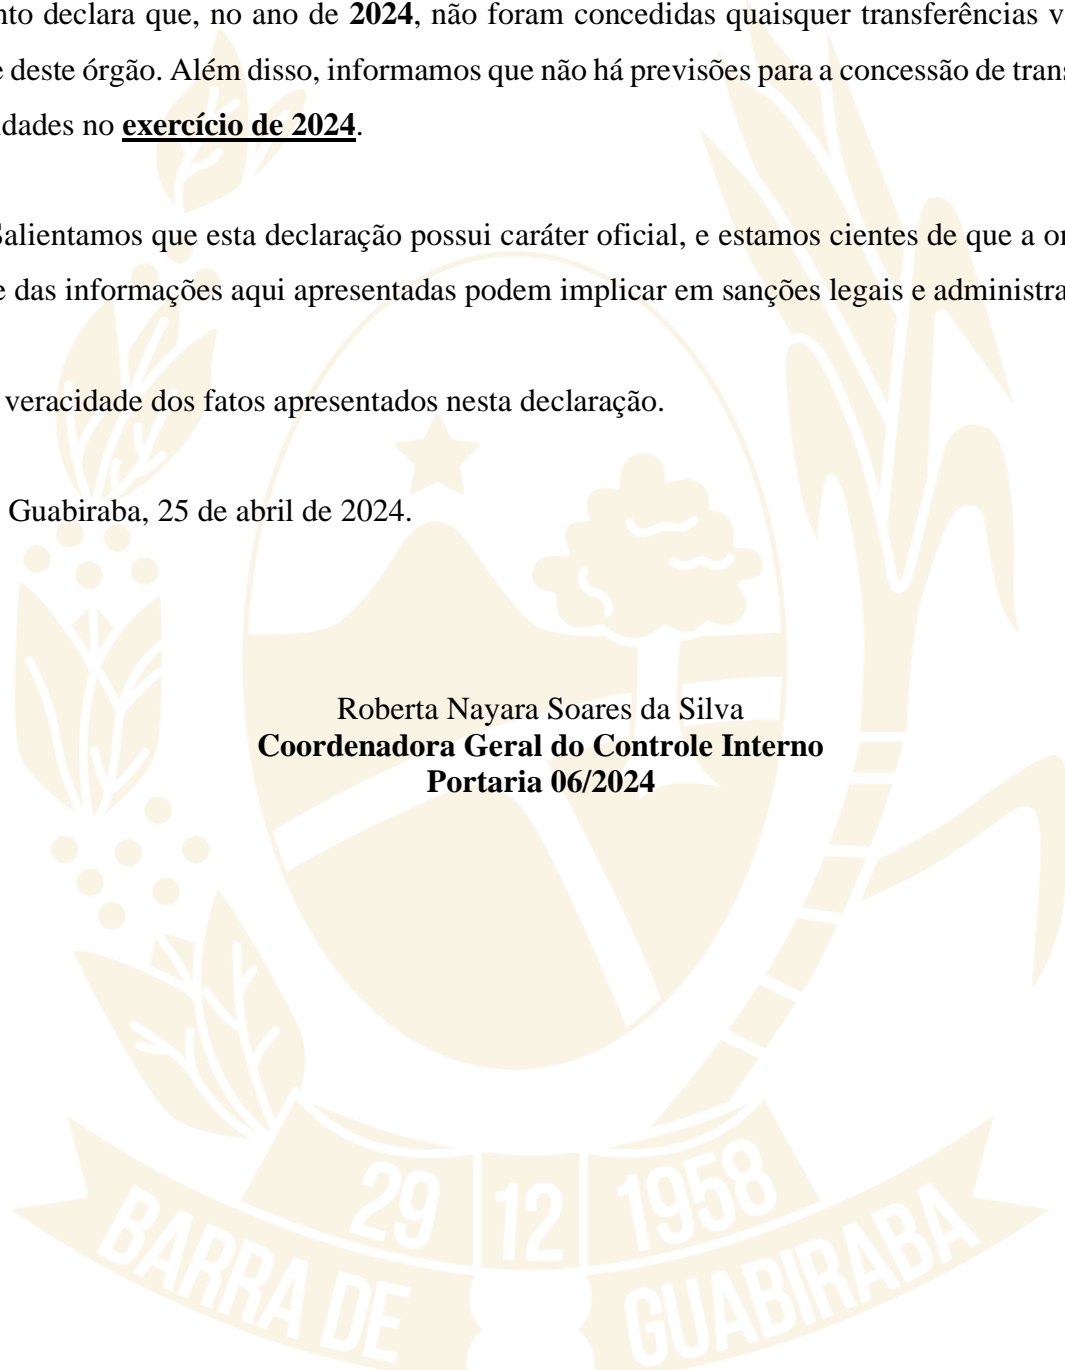 nto declara que, no ano de 2024, não foram concedidas quaisquer transferências v
e deste órgão. Além disso, informamos que não há previsões para a concessão de trans
idades no exercício de 2024.
Salientamos que esta declaração possui caráter oficial, e estamos cientes de que a o
e das informações aqui apresentadas podem implicar em sanções legais e administra
veracidade dos fatos apresentados nesta declaração.
Guabiraba, 25 de abril de 2024.
Roberta Nayara Soares da Silva
Coordenadora Geral do Controle Interno
Portaria 06/2024
29 12 1958
BARRA DE GUABIRABA